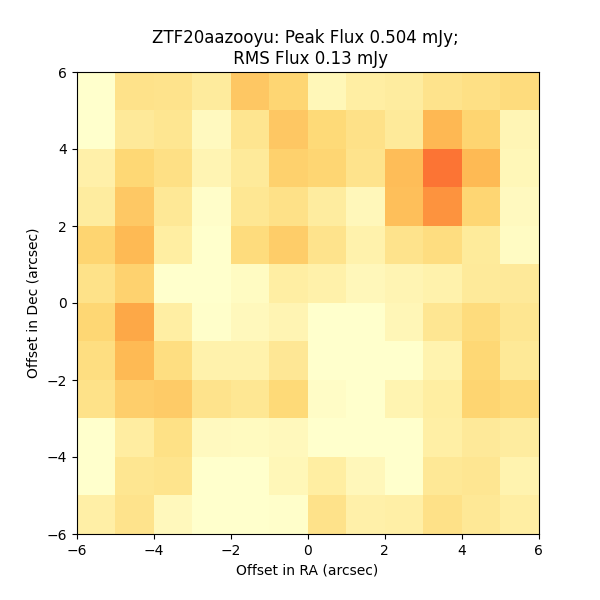 ZTF20aazooyu: Peak Flux 0.504 mJy;
RMS Flux 0.13 mJy
6
4
2
0
−2
−4
−6
Offset in Dec (arcsec)
−6 −4 −2 0 2 4 6
Offset in RA (arcsec)